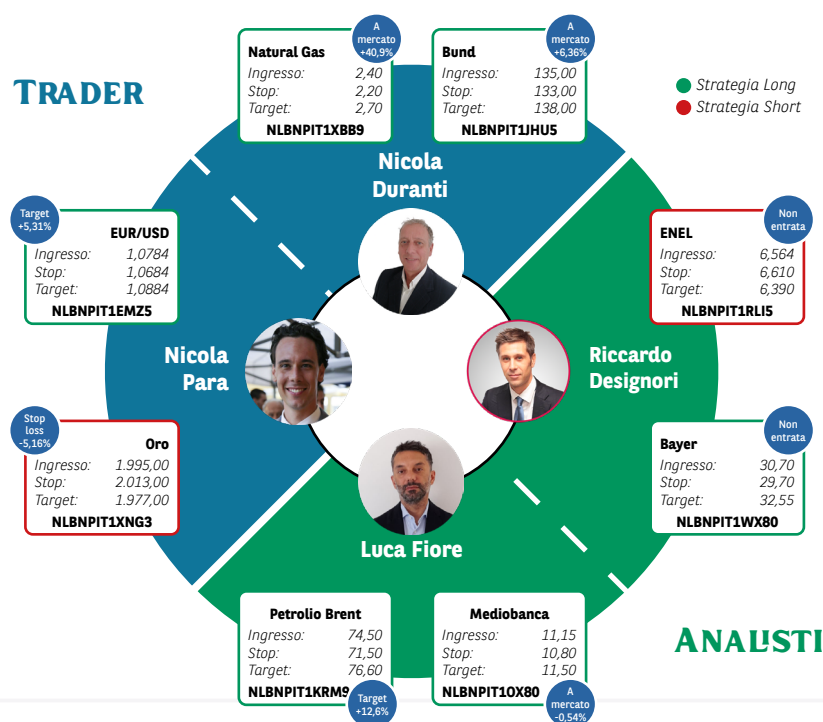 TRADER
A
mercato
+40,9%
Natural Gas
Ingresso: 2,40
Stop: 2,20
Target: 2,70
NLBNPIT1XBB9
A
mercato
+6,36%
Bund
Ingresso: 135,00
Stop: 133,00
Target: 138,00
NLBNPIT1JHU5
Strategia Long
Strategia Short
Nicola
Duranti
Target
+5,31%
EUR/USD
Ingresso: 1,0784
Stop: 1,0684
Target: 1,0884
NLBNPIT1EMZ5
Non
entrata
ENEL
Ingresso: 6,564
Stop: 6,610
Target: 6,390
NLBNPIT1RLI5
Nicola
Para
Riccardo
Designori
Stop
loss
-5,16%
Oro
Ingresso: 1.995,00
Stop: 2.013,00
Target: 1.977,00
NLBNPIT1XNG3
Non
entrata
Bayer
Ingresso: 30,70
Stop: 29,70
Target: 32,55
NLBNPIT1WX80
Luca Fiore
Petrolio Brent
Ingresso: 74,50
Stop: 71,50
Target: 76,60
NLBNPIT1KRM9
Target
+12,6%
Mediobanca
Ingresso: 11,15
Stop: 10,80
Target: 11,50
NLBNPIT1OX80
A
mercato
-0,54%
ANALISTI